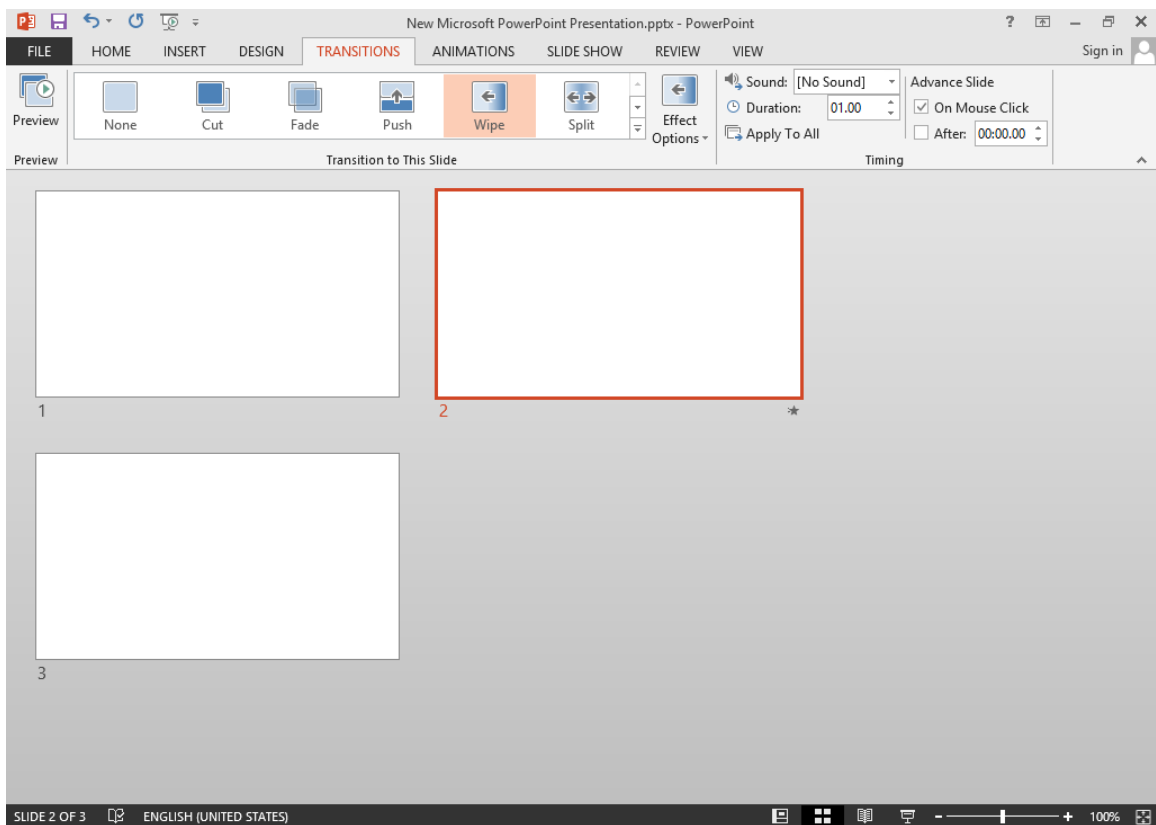 New Microsoft PowerPoint Presentation.pptx - PowerPoint
FILE HOME INSERT DESIGN TRANSITIONS ANIMATIONS SLIDE SHOW REVIEW VIEW Sign in
Preview
None Cut Fade Push Wipe Split
Effect
Options
Sound: [No Sound]
Duration: 01.00
Apply To All
Advance Slide
On Mouse Click
After: 00:00.00
Preview Transition to This Slide Timing
1
2
3
SLIDE 2 OF 3 ENGLISH (UNITED STATES) 100%